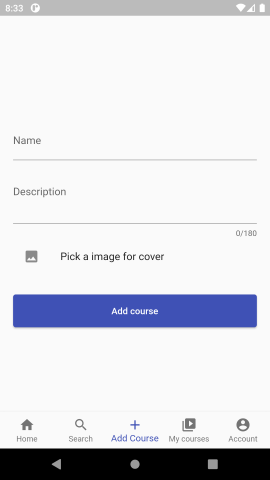 8:33
Name
Description
0/180
Pick a image for cover
Add course
Home
Search
Add Course
My courses
Account